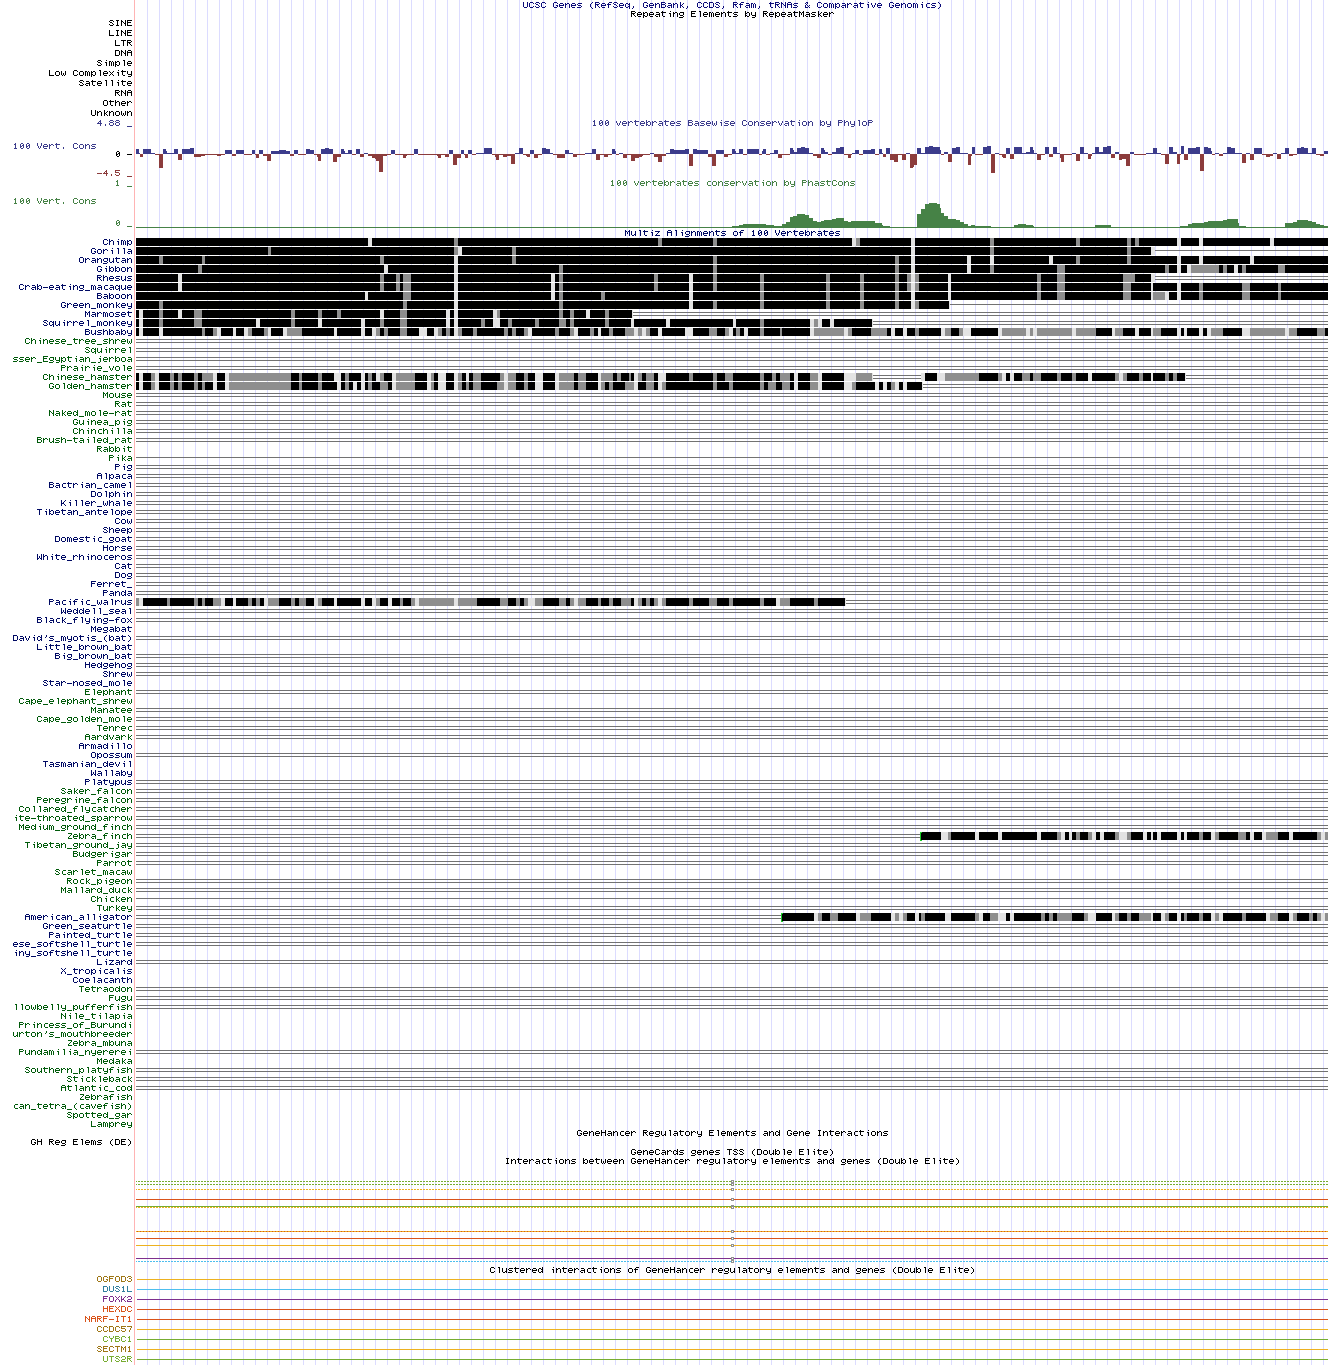 UCSC Genes (RefSeq, GenBank, CCDS, Rfam, tRNAs & Comparative Genomics)
Repeating Elements by RepeatMasker
SINE
LINE
LTR
DNA
Simple
Low Complexity
Satellite
RNA
Other
Unknown
4.88 _
100 vertebrates Basewise Conservation by PhyloP
100 Vert. Cons
0 -
-4.5 _
1 _
100 vertebrates conservation by PhastCons
100 Vert. Cons
0 _
Multiz Alignments of 100 Vertebrates
Chimp
Gorilla
Orangutan
Gibbon
Rhesus
Crab-eating_macaque
Baboon
Green_monkey
Marmoset
Squirrel_monkey
Bushbaby
Chinese_tree_shrew
Squirrel
sser_Egyptian_jerboa
Prairie_vole
Chinese_hamster
Golden_hamster
Mouse
Rat
Naked_mole-rat
Guinea_pig
Chinchilla
Brush-tailed_rat
Rabbit
Pika
Pig
Alpaca
Bactrian_camel
Dolphin
Killer_whale
Tibetan_antelope
Cow
Sheep
Domestic_goat
Horse
White_rhinoceros
Cat
Dog
Ferret_
Panda
Pacific_walrus
Weddell_seal
Black_flying-fox
Megabat
David's_myotis_(bat)
Little_brown_bat
Big_brown_bat
Hedgehog
Shrew
Star-nosed_mole
Elephant
Cape_elephant_shrew
Manatee
Cape_golden_mole
Tenrec
Aardvark
Armadillo
Opossum
Tasmanian_devil
Wallaby
Platypus
Saker_falcon
Peregrine_falcon
Collared_flycatcher
ite-throated_sparrow
Medium_ground_finch
Zebra_finch
Tibetan_ground_jay
Budgerigar
Parrot
Scarlet_macaw
Rock_pigeon
Mallard_duck
Chicken
Turkey
American_alligator
Green_seaturtle
Painted_turtle
ese_softshell_turtle
iny_softshell_turtle
Lizard
X_tropicalis
Coelacanth
Tetraodon
Fugu
llowbelly_pufferfish
Nile_tilapia
Princess_of_Burundi
urton's_mouthbreeder
Zebra_mbuna
Pundamilia_nyererei
Medaka
Southern_platyfish
Stickleback
Atlantic_cod
Zebrafish
can_tetra_(cavefish)
Spotted_gar
Lamprey
GeneHancer Regulatory Elements and Gene Interactions
GH Reg Elems (DE)
GeneCards genes TSS (Double Elite)
Interactions between GeneHancer regulatory elements and genes (Double Elite)
Clustered interactions of GeneHancer regulatory elements and genes (Double Elite)
OGFOD3
DUS1L
FOXK2
HEXDC
NARF-IT1
CCDC57
CYBC1
SECTM1
UTS2R